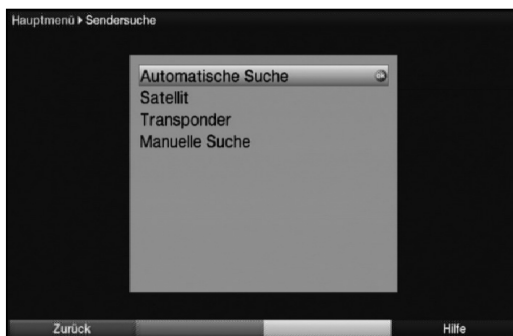 Hauptmenü ▸ Sendersuche
Automatische Suche
Satellit
Transponder
Manuelle Suche
Zurück Hilfe